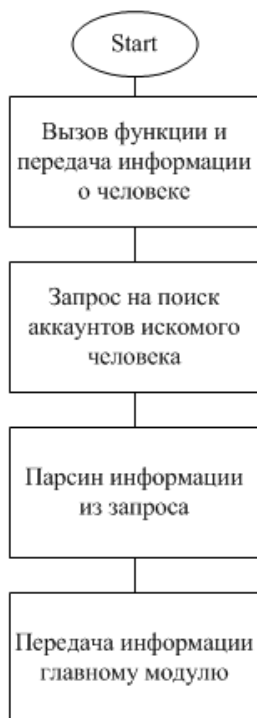 Start
Вызов функции и
передача информации
о человеке
Запрос на поиск
аккаунтов искомого
человека
Парсин информации
из запроса
Передача информации
главному модулю